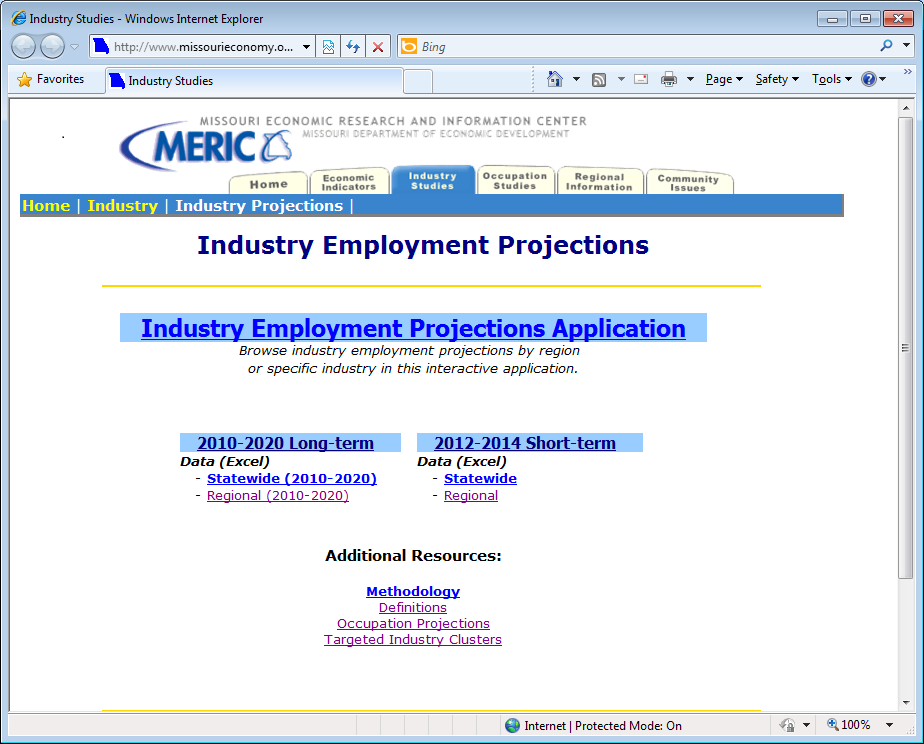 Industry Studies - Windows Internet Explorer
http://www.missourieconomy.o...
Bing
Favorites
Industry Studies
Page
Safety
Tools
»
MISSOURI ECONOMIC RESEARCH AND INFORMATION CENTER
MISSOURI DEPARTMENT OF ECONOMIC DEVELOPMENT
MERIC
Home
Economic
Indicators
Industry
Studies
Occupation
Studies
Regional
Information
Community
Issues
Home | Industry | Industry Projections |
Industry Employment Projections
Industry Employment Projections Application
Browse industry employment projections by region
or specific industry in this interactive application.
2010-2020 Long-term
Data (Excel)
- Statewide (2010-2020)
- Regional (2010-2020)
2012-2014 Short-term
Data (Excel)
- Statewide
- Regional
Additional Resources:
Methodology
Definitions
Occupation Projections
Targeted Industry Clusters
Internet | Protected Mode: On
100%